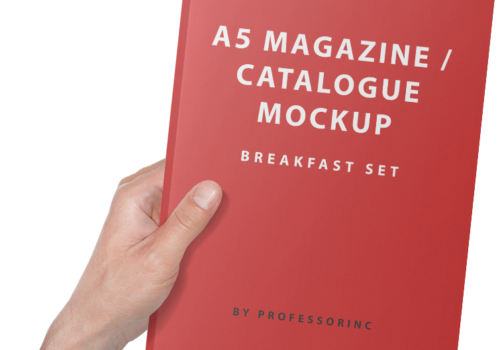 A5 MAGAZINE /
CATALOGUE
MOCKUP
BREAKFAST SET
BY PROFESSORINC